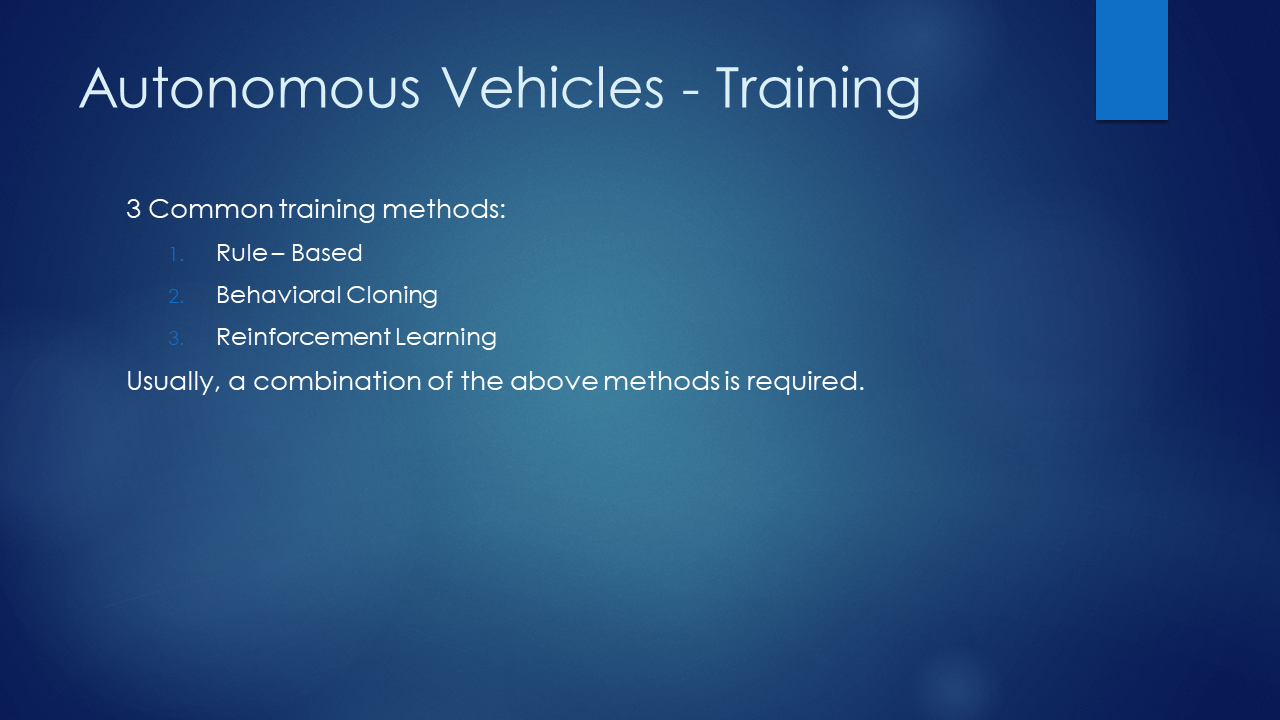 Autonomous Vehicles - Training
3 Common training methods:
1. Rule – Based
2. Behavioral Cloning
3. Reinforcement Learning
Usually, a combination of the above methods is required.